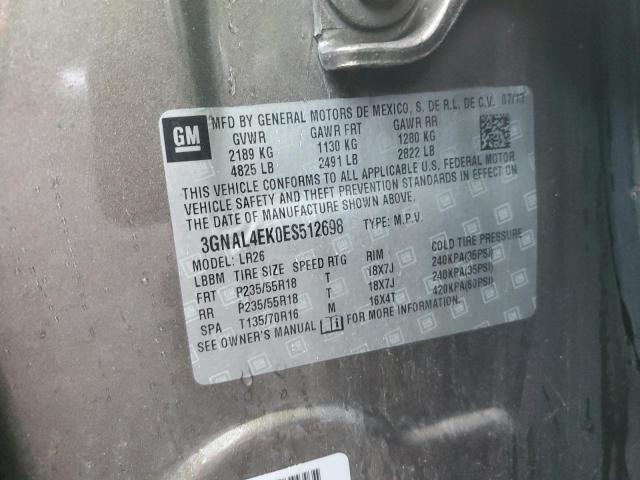 GM
MFD BY GENERAL MOTORS DE MEXICO, S. DE R.L. DE C.V.
GVWR GAWR FRT GAWR RR
2189 KG 1130 KG 1280 KG
4825 LB 2491 LB 2822 LB
THIS VEHICLE CONFORMS TO ALL APPLICABLE U.S. FEDERAL MOTOR
VEHICLE SAFETY AND THEFT PREVENTION STANDARDS IN EFFECT ON
THE DATE OF MANUFACTURE SHOWN ABOVE.
3GNAL4EK0ES512698 TYPE: M.P.V.
MODEL: LR26
LBBM TIRE SIZE SPEED RTG RIM COLD TIRE PRESSURE
FRT P235/55R18 T 18X7J 240KPA(35PSI)
RR P235/55R18 T 18X7J 240KPA(35PSI)
SPA T135/70R16 M 16X4T 420KPA(60PSI)
SEE OWNER'S MANUAL FOR MORE INFORMATION.